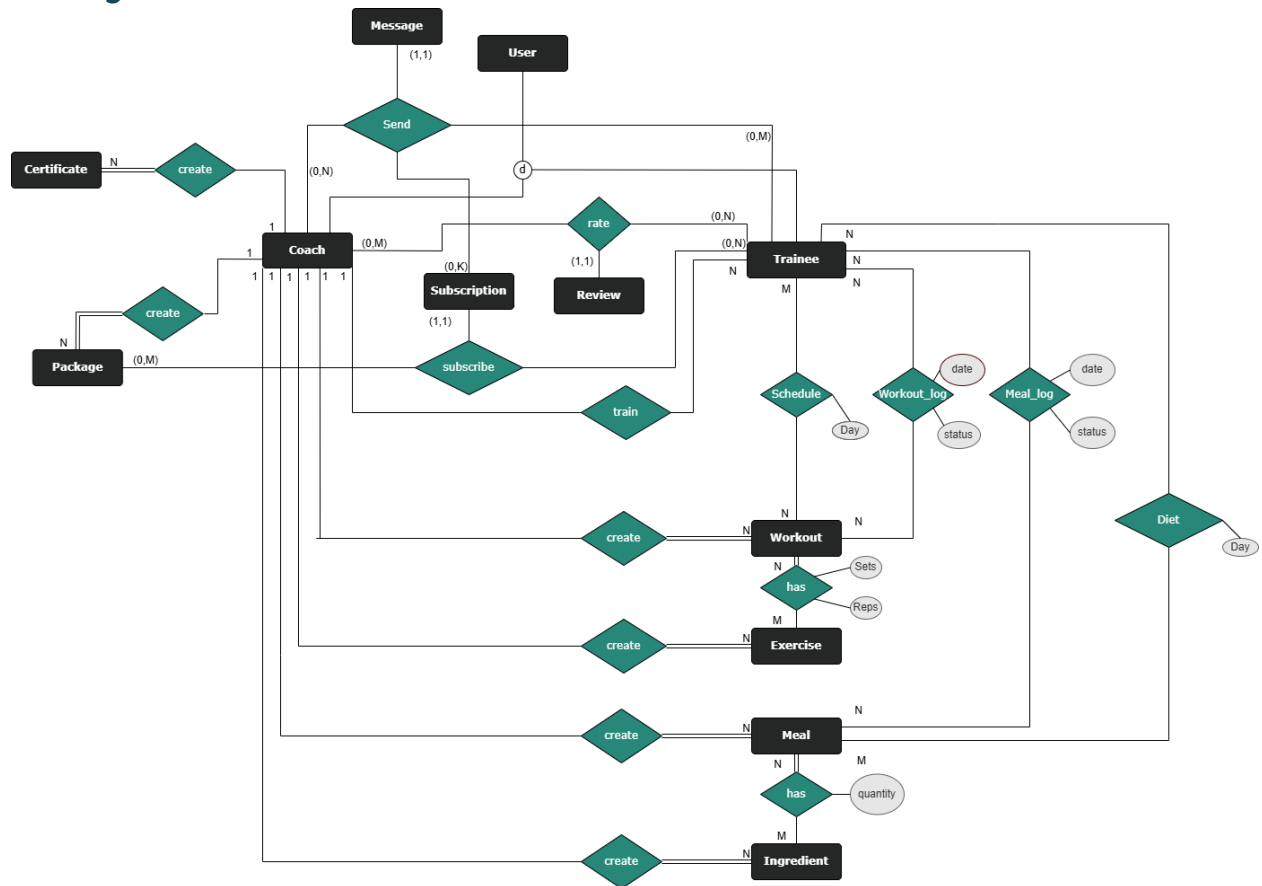 Message
(1,1)
User
Send
(0,M)
Certificate
N
create
(0,N)
d
1
Coach
(0,M)
rate
(0,N)
N
Trainee
(0,N)
1
1
1
1
1
1
1
(1,1)
(0,K)
N
N
N
M
Subscription
Review
create
(1,1)
N
Package
(0,M)
subscribe
date
date
Schedule
Workout_log
Meal_log
train
Day
status
status
N
N
Diet
create
N
Workout
Day
N
Sets
has
Reps
M
create
N
Exercise
N
create
N
Meal
N
M
has
quantity
M
create
N
Ingredient